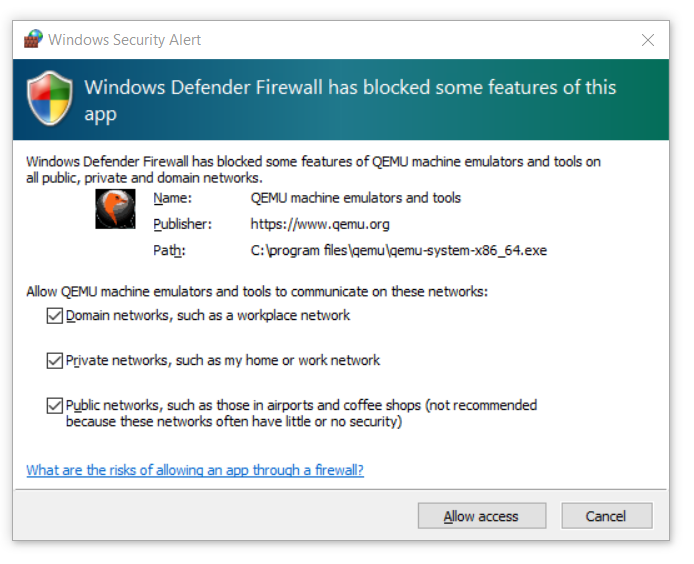 Windows Security Alert
Windows Defender Firewall has blocked some features of this
app
Windows Defender Firewall has blocked some features of QEMU machine emulators and tools on
all public, private and domain networks.
Name: QEMU machine emulators and tools
Publisher: https://www.qemu.org
Path: C:\program files\qemu\qemu-system-x86_64.exe
Allow QEMU machine emulators and tools to communicate on these networks:
Domain networks, such as a workplace network
Private networks, such as my home or work network
Public networks, such as those in airports and coffee shops (not recommended
because these networks often have little or no security)
What are the risks of allowing an app through a firewall?
Allow access Cancel